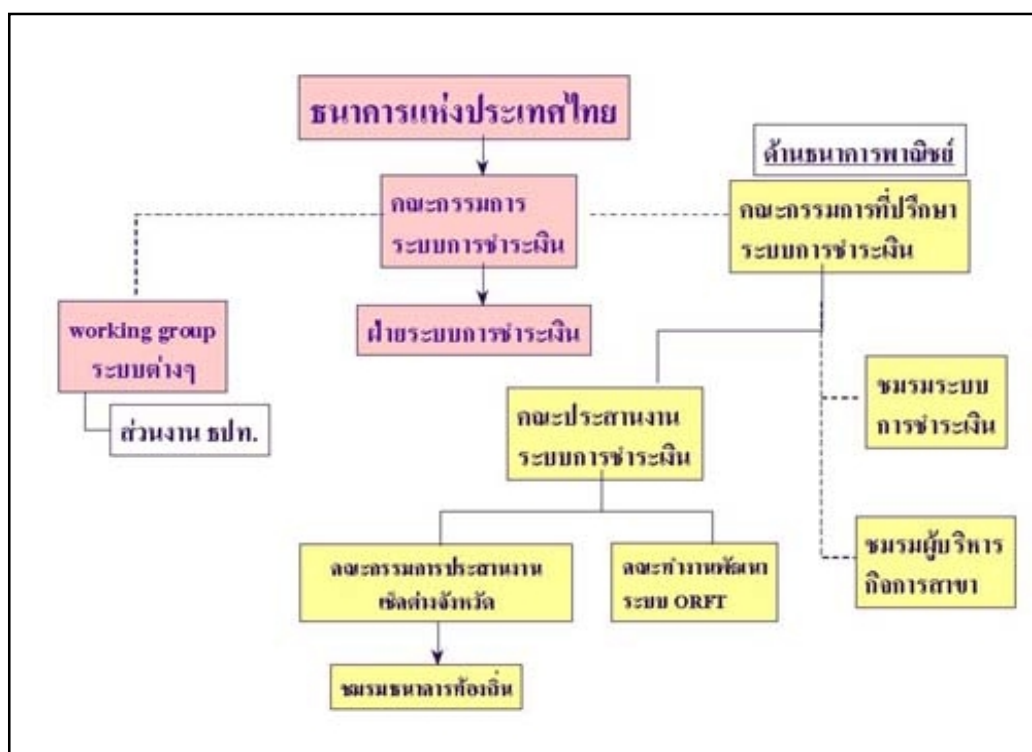 ธนาคารแห่งประเทศไทย
ด้านธนาคารพาณิชย์
คณะกรรมการ
ระบบการชำระเงิน
คณะกรรมการที่ปรึกษา
ระบบการชำระเงิน
working group
ระบบต่างๆ
ฝ่ายระบบการชำระเงิน
ส่วนงาน ธปท.
คณะประสานงาน
ระบบการชำระเงิน
ชมรมระบบ
การชำระเงิน
คณะกรรมการประสานงาน
เช็คต่างจังหวัด
คณะทำงานพัฒนา
ระบบ ORFT
ชมรมผู้บริหาร
กิจการสาขา
ชมรมธนาคารท้องถิ่น